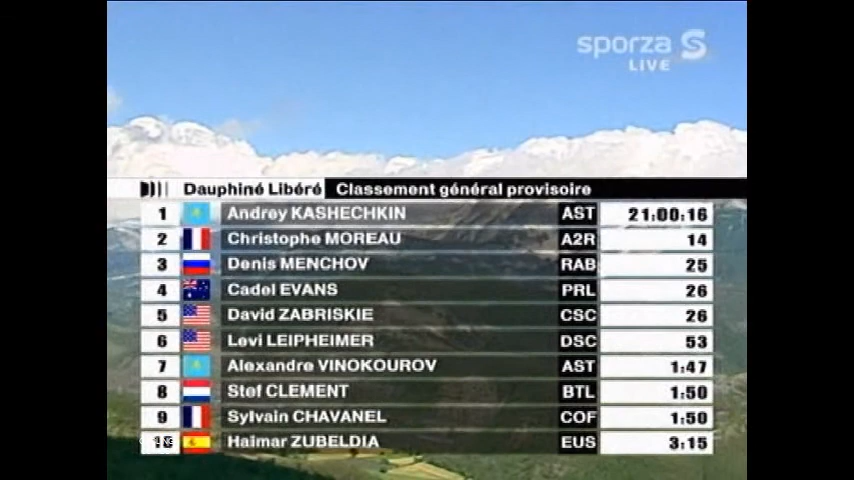 sporza S
LIVE
Dauphiné Libéré Classement général provisoire
1 Andrey KASHECHKIN AST 21:00:16
2 Christophe MOREAU A2R 14
3 Denis MENCHOV RAB 25
4 Cadel EVANS PRL 26
5 David ZABRISKIE CSC 26
6 Levi LEIPHEIMER DSC 53
7 Alexandre VINOKOUROV AST 1:47
8 Stef CLEMENT BTL 1:50
9 Sylvain CHAVANEL COF 1:50
10 Haimar ZUBELDIA EUS 3:15